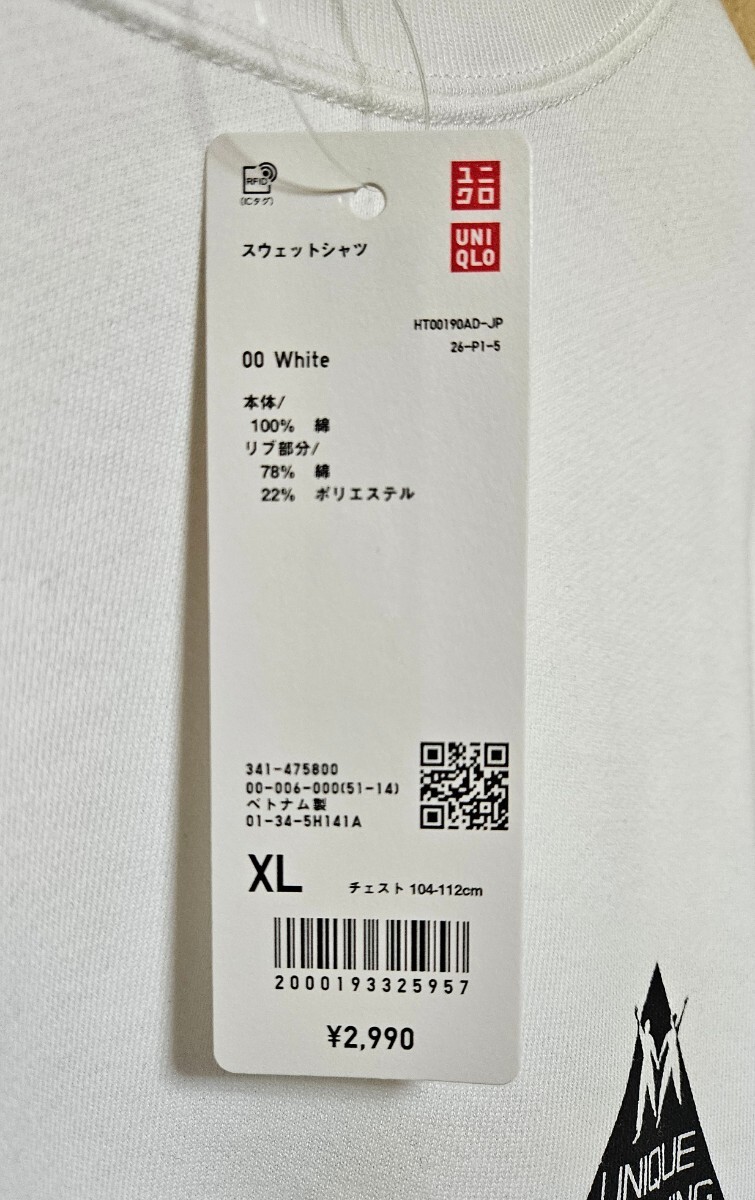 RFID
(ICタグ)
ユニ
クロ
UNI
QLO
スウェットシャツ
HT00190AD-JP
26-P1-5
00 White
本体/
100% 綿
リブ部分/
78% 綿
22% ポリエステル
341-475800
00-006-000(51-14)
ベトナム製
01-34-5H141A
XL チェスト 104-112cm
2000193325957
¥2,990
UNIQUE